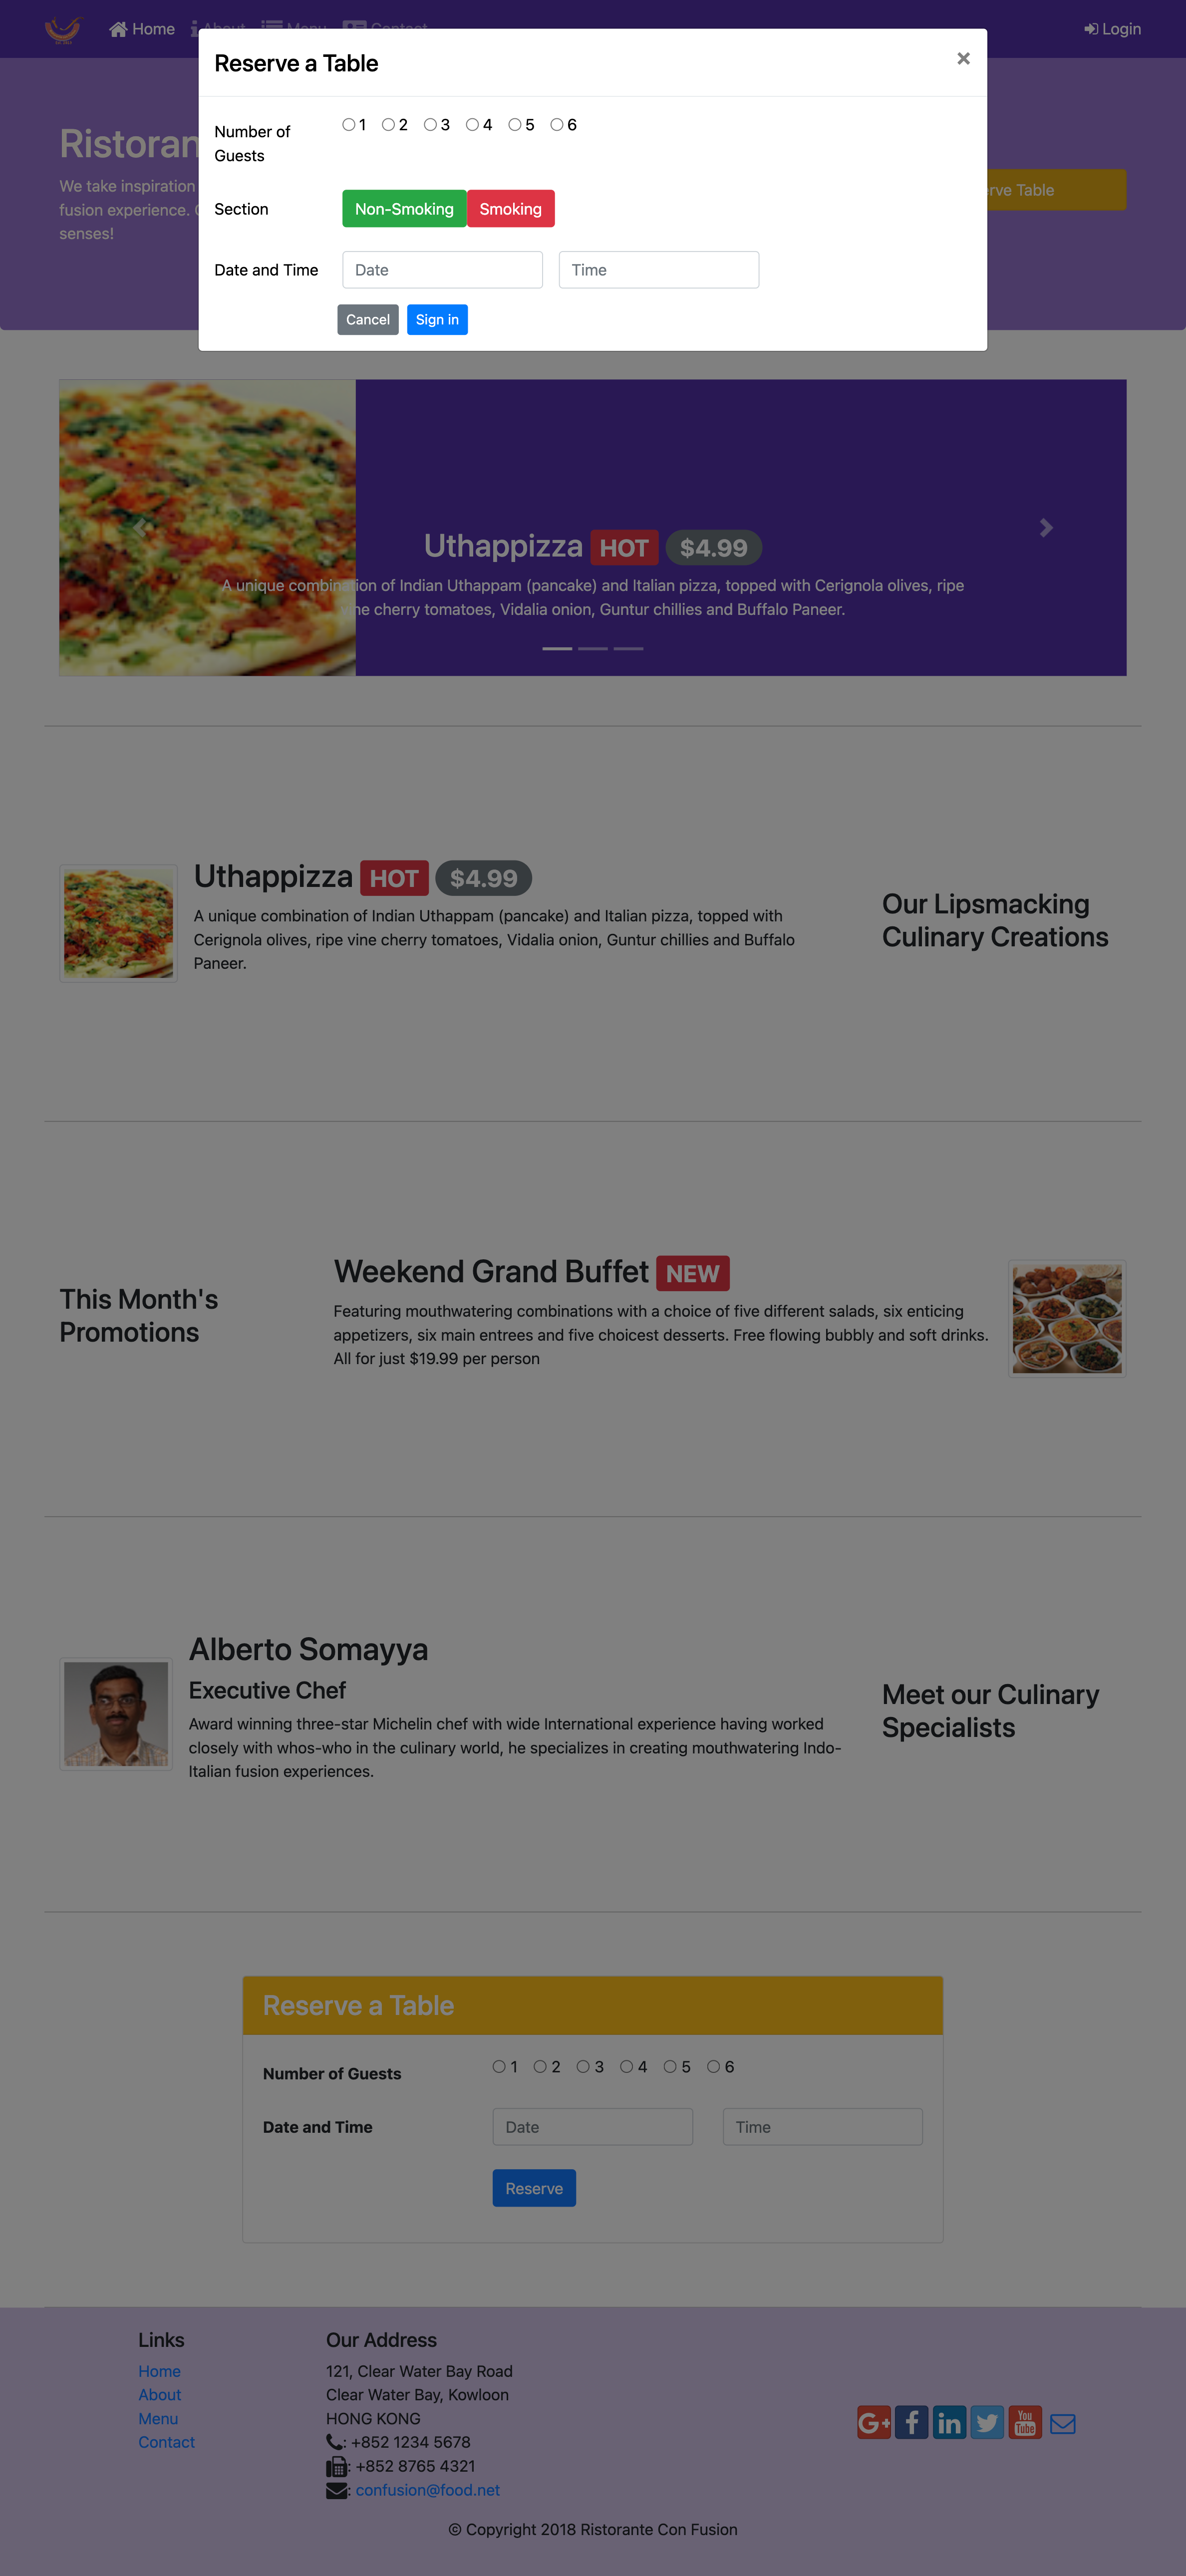 Home About Menu Contact Login
Reserve a Table ×
Number of
Guests
1 2 3 4 5 6
Section Non-Smoking Smoking
Date and Time Date Time
Cancel Sign in
Ristoran
We take inspiration
fusion experience.
senses!
rve Table
Uthappizza HOT $4.99
A unique combination of Indian Uthappam (pancake) and Italian pizza, topped with Cerignola olives, ripe
vine cherry tomatoes, Vidalia onion, Guntur chillies and Buffalo Paneer.
Uthappizza HOT $4.99
A unique combination of Indian Uthappam (pancake) and Italian pizza, topped with
Cerignola olives, ripe vine cherry tomatoes, Vidalia onion, Guntur chillies and Buffalo
Paneer.
Our Lipsmacking
Culinary Creations
This Month's
Promotions
Weekend Grand Buffet NEW
Featuring mouthwatering combinations with a choice of five different salads, six enticing
appetizers, six main entrees and five choicest desserts. Free flowing bubbly and soft drinks.
All for just $19.99 per person
Alberto Somayya
Executive Chef
Award winning three-star Michelin chef with wide International experience having worked
closely with whos-who in the culinary world, he specializes in creating mouthwatering Indo-
Italian fusion experiences.
Meet our Culinary
Specialists
Reserve a Table
Number of Guests 1 2 3 4 5 6
Date and Time Date Time
Reserve
Links
Home
About
Menu
Contact
Our Address
121, Clear Water Bay Road
Clear Water Bay, Kowloon
HONG KONG
: +852 1234 5678
: +852 8765 4321
: confusion@food.net
G+ f in You Tube
© Copyright 2018 Ristorante Con Fusion